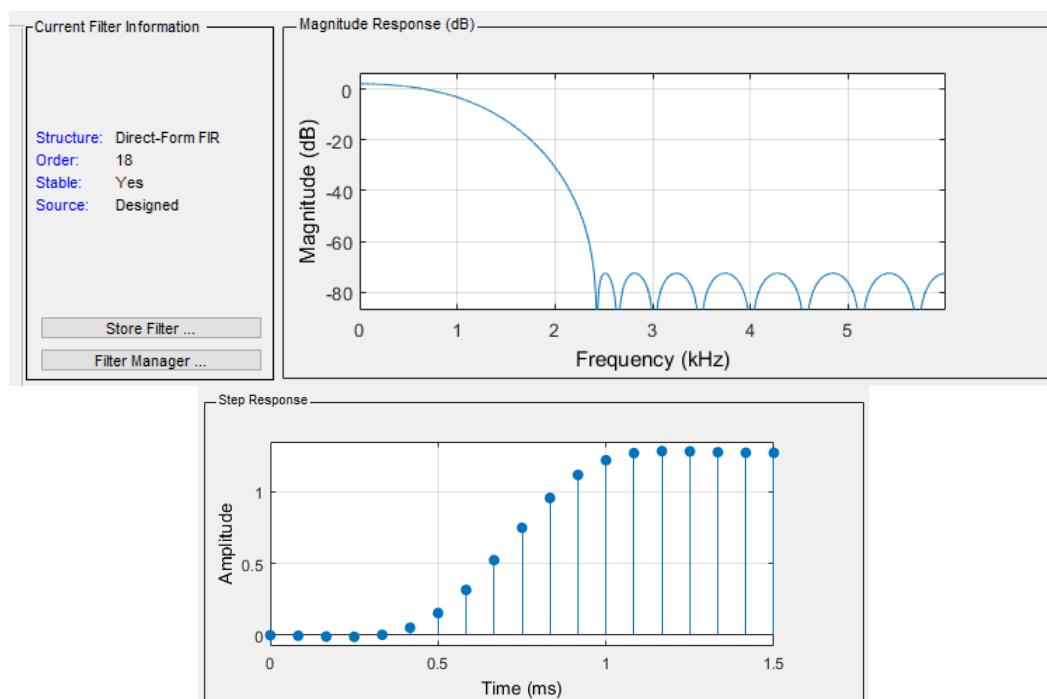 Current Filter Information
Structure: Direct-Form FIR
Order: 18
Stable: Yes
Source: Designed
Store Filter ...
Filter Manager ...
Magnitude Response (dB)
Magnitude (dB)
0
-20
-40
-60
-80
0 1 2 3 4 5
Frequency (kHz)
Step Response
Amplitude
1
0.5
0
0 0.5 1 1.5
Time (ms)